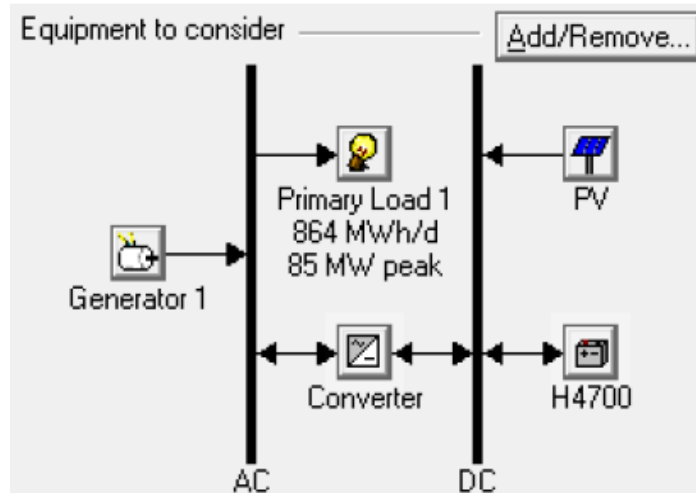 Equipment to consider
Add/Remove...
Primary Load 1
864 MWh/d
85 MW peak
PV
Generator 1
Converter
H4700
AC
DC